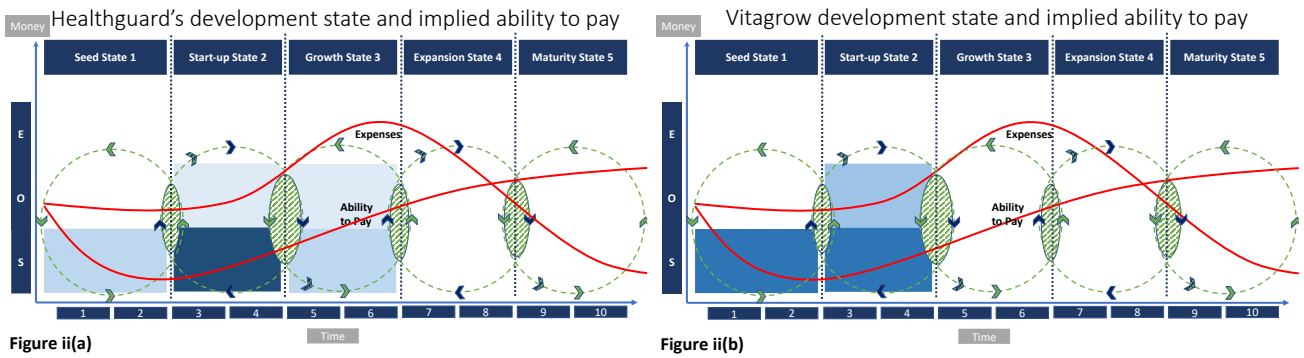 Healthguard's development state and implied ability to pay
Money
Seed State 1
Start-up State 2
Growth State 3
Expansion State 4
Maturity State 5
E
O
S
Expenses
Ability
to Pay
1 2 3 4 5 6 7 8 9 10
Time
Figure ii(a)
Vitagrow development state and implied ability to pay
Money
Seed State 1
Start-up State 2
Growth State 3
Expansion State 4
Maturity State 5
E
O
S
Expenses
Ability
to Pay
1 2 3 4 5 6 7 8 9 10
Time
Figure ii(b)